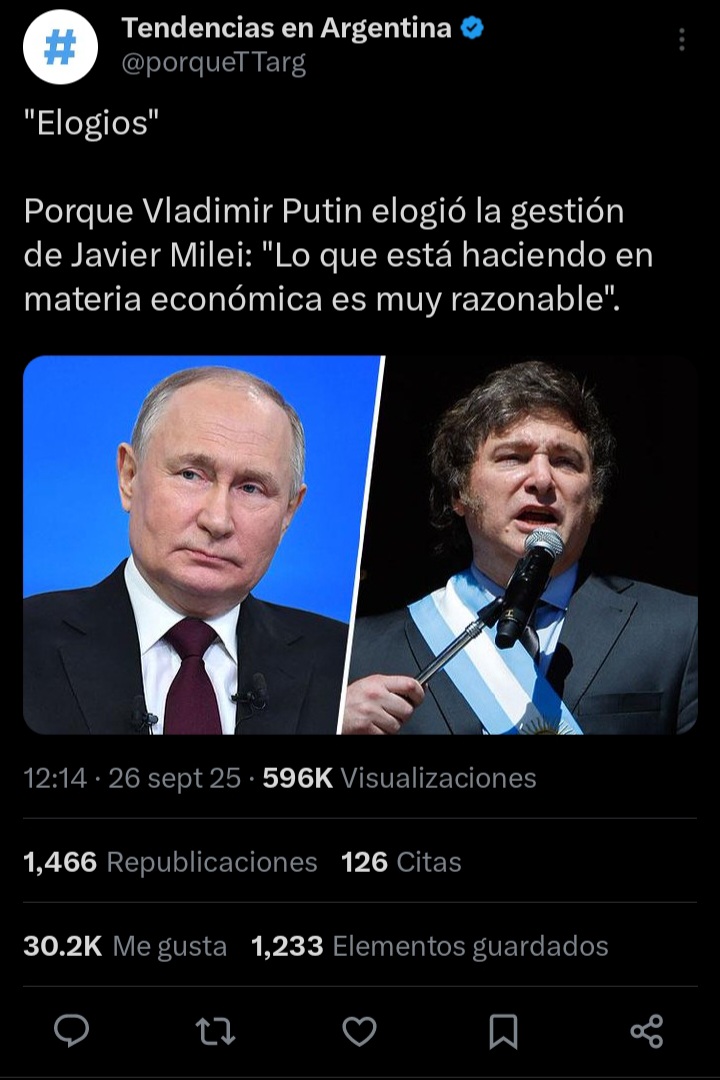 #
Tendencias en Argentina
@porqueTTarg
"Elogios"
Porque Vladimir Putin elogió la gestión
de Javier Milei: "Lo que está haciendo en
materia económica es muy razonable".
12:14 · 26 sept 25 · 596K Visualizaciones
1,466 Republicaciones 126 Citas
30.2K Me gusta 1,233 Elementos guardados